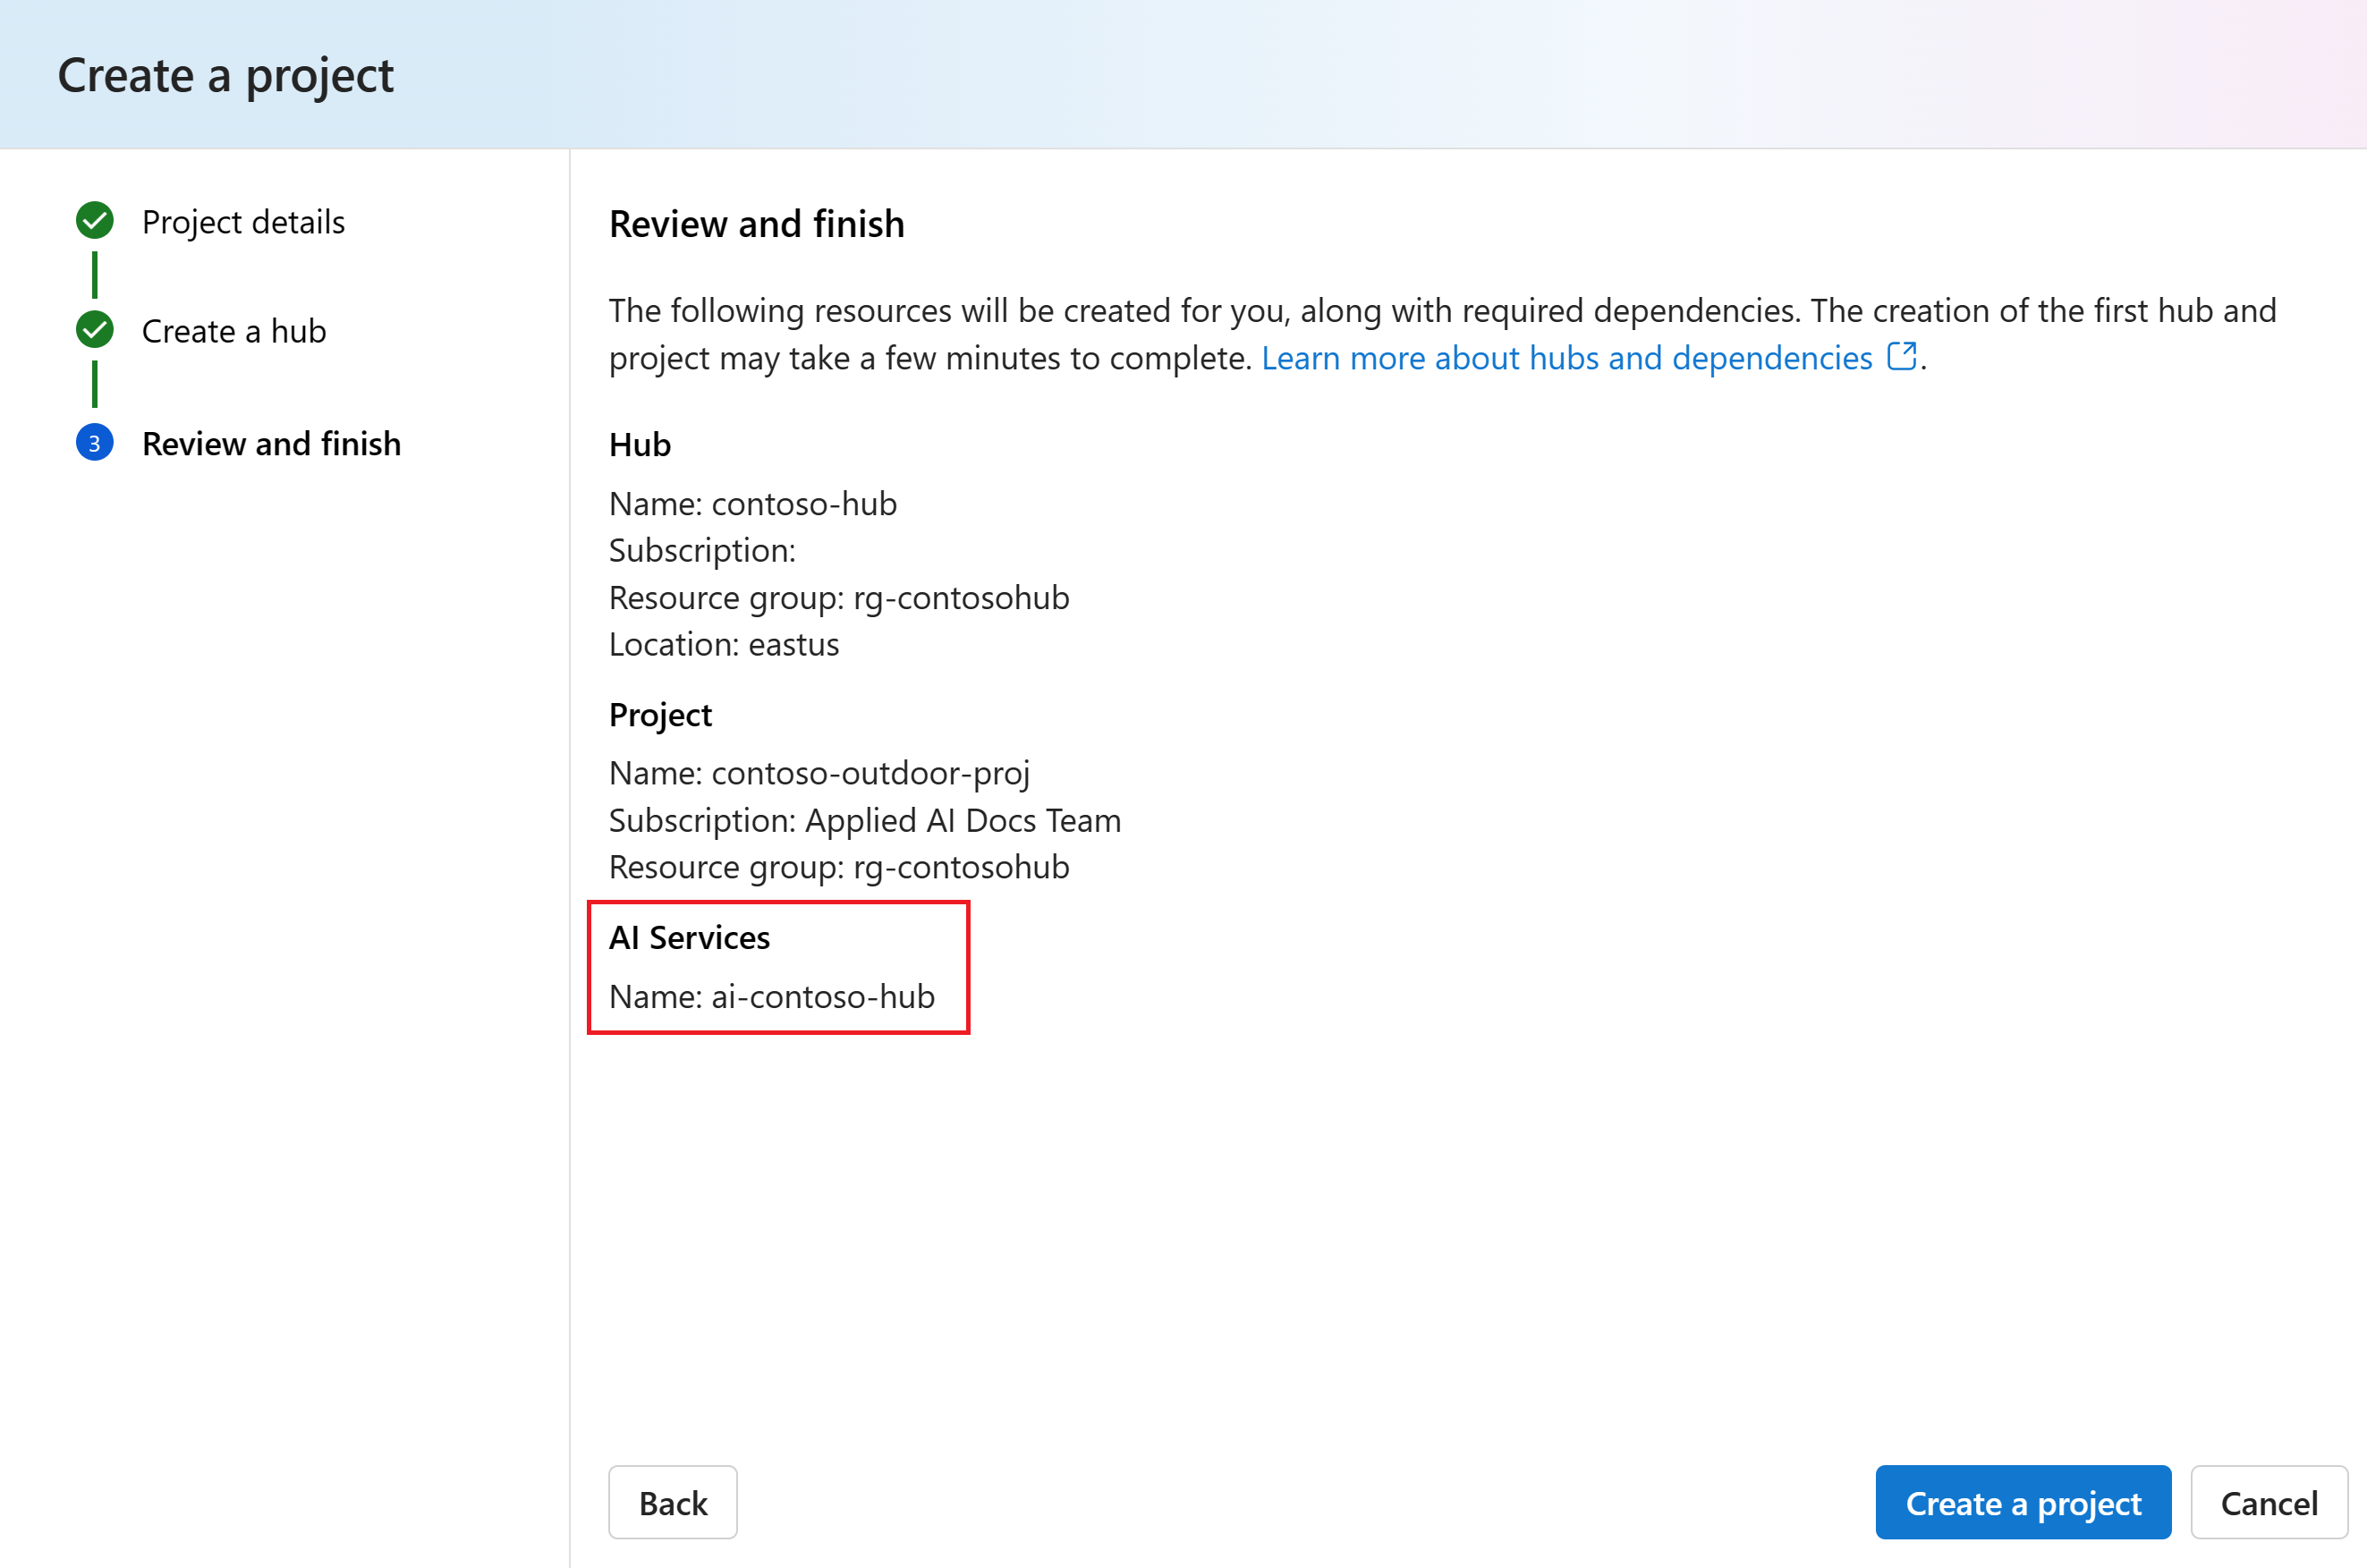 Create a project
Project details
Create a hub
3 Review and finish
Review and finish
The following resources will be created for you, along with required dependencies. The creation of the first hub and
project may take a few minutes to complete. Learn more about hubs and dependencies .
Hub
Name: contoso-hub
Subscription:
Resource group: rg-contosohub
Location: eastus
Project
Name: contoso-outdoor-proj
Subscription: Applied AI Docs Team
Resource group: rg-contosohub
AI Services
Name: ai-contoso-hub
Back
Create a project
Cancel